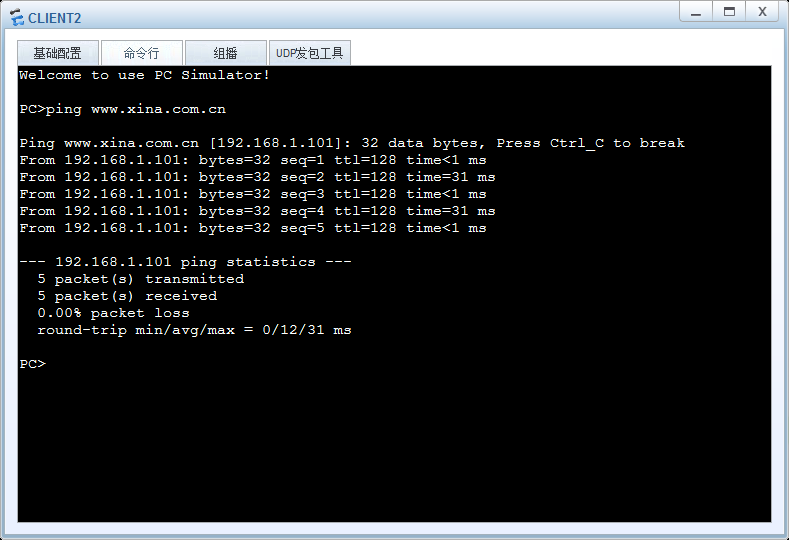 CLIENT2
基础配置 命令行 组播 UDP发包工具
Welcome to use PC Simulator!
PC>ping www.xina.com.cn
Ping www.xina.com.cn [192.168.1.101]: 32 data bytes, Press Ctrl_C to break
From 192.168.1.101: bytes=32 seq=1 ttl=128 time<1 ms
From 192.168.1.101: bytes=32 seq=2 ttl=128 time=31 ms
From 192.168.1.101: bytes=32 seq=3 ttl=128 time<1 ms
From 192.168.1.101: bytes=32 seq=4 ttl=128 time=31 ms
From 192.168.1.101: bytes=32 seq=5 ttl=128 time<1 ms
--- 192.168.1.101 ping statistics ---
5 packet(s) transmitted
5 packet(s) received
0.00% packet loss
round-trip min/avg/max = 0/12/31 ms
PC>